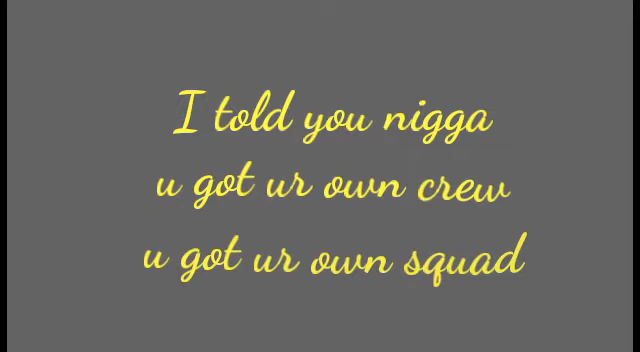 I told you nigga
u got ur own crew
u got ur own squad